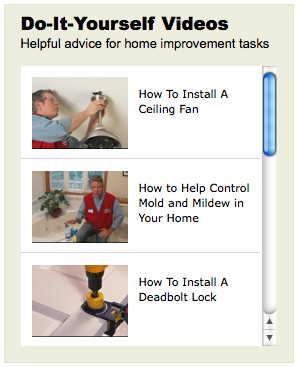 Do-It-Yourself Videos
Helpful advice for home improvement tasks
How To Install A
Ceiling Fan
How to Help Control
Mold and Mildew in
Your Home
How To Install A
Deadbolt Lock